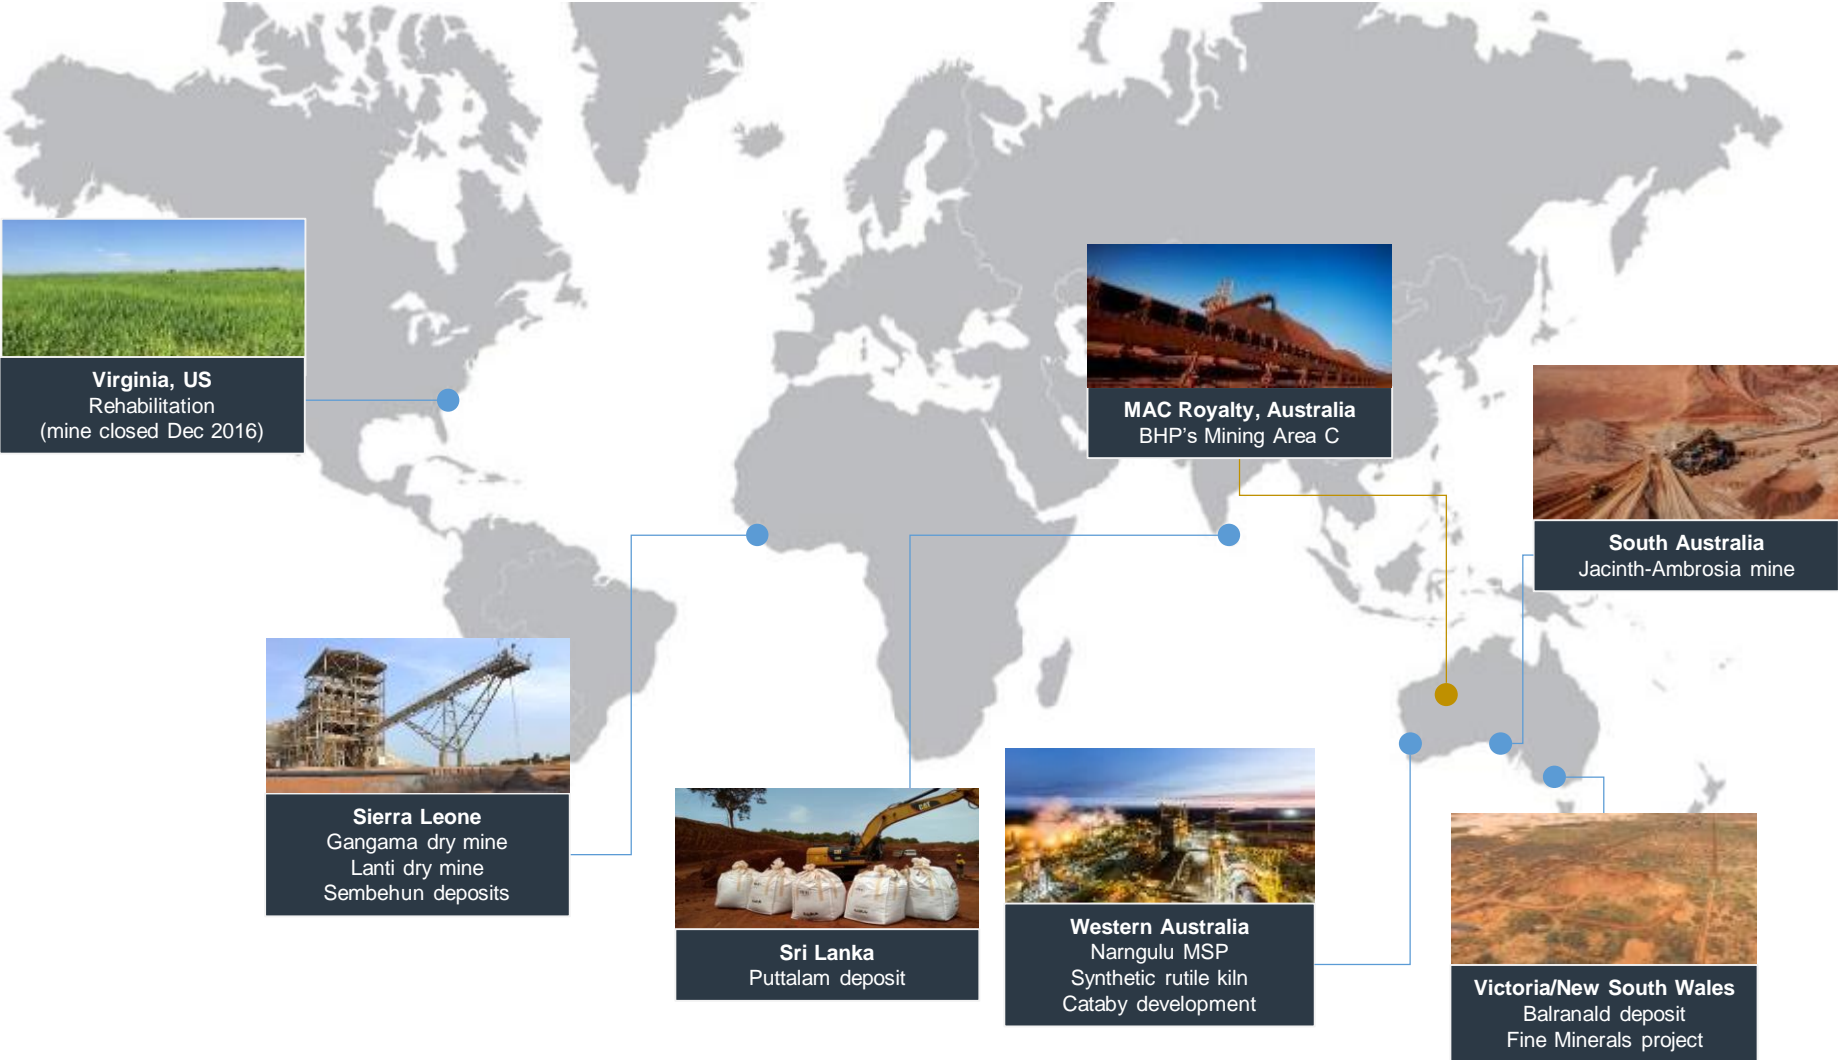 Virginia, US
Rehabilitation
(mine closed Dec 2016)
MAC Royalty, Australia
BHP's Mining Area C
South Australia
Jacinth-Ambrosia mine
Sierra Leone
Gangama dry mine
Lanti dry mine
Sembehun deposits
Sri Lanka
Puttalam deposit
Western Australia
Narngulu MSP
Synthetic rutile kiln
Cataby development
Victoria/New South Wales
Balranald deposit
Fine Minerals project